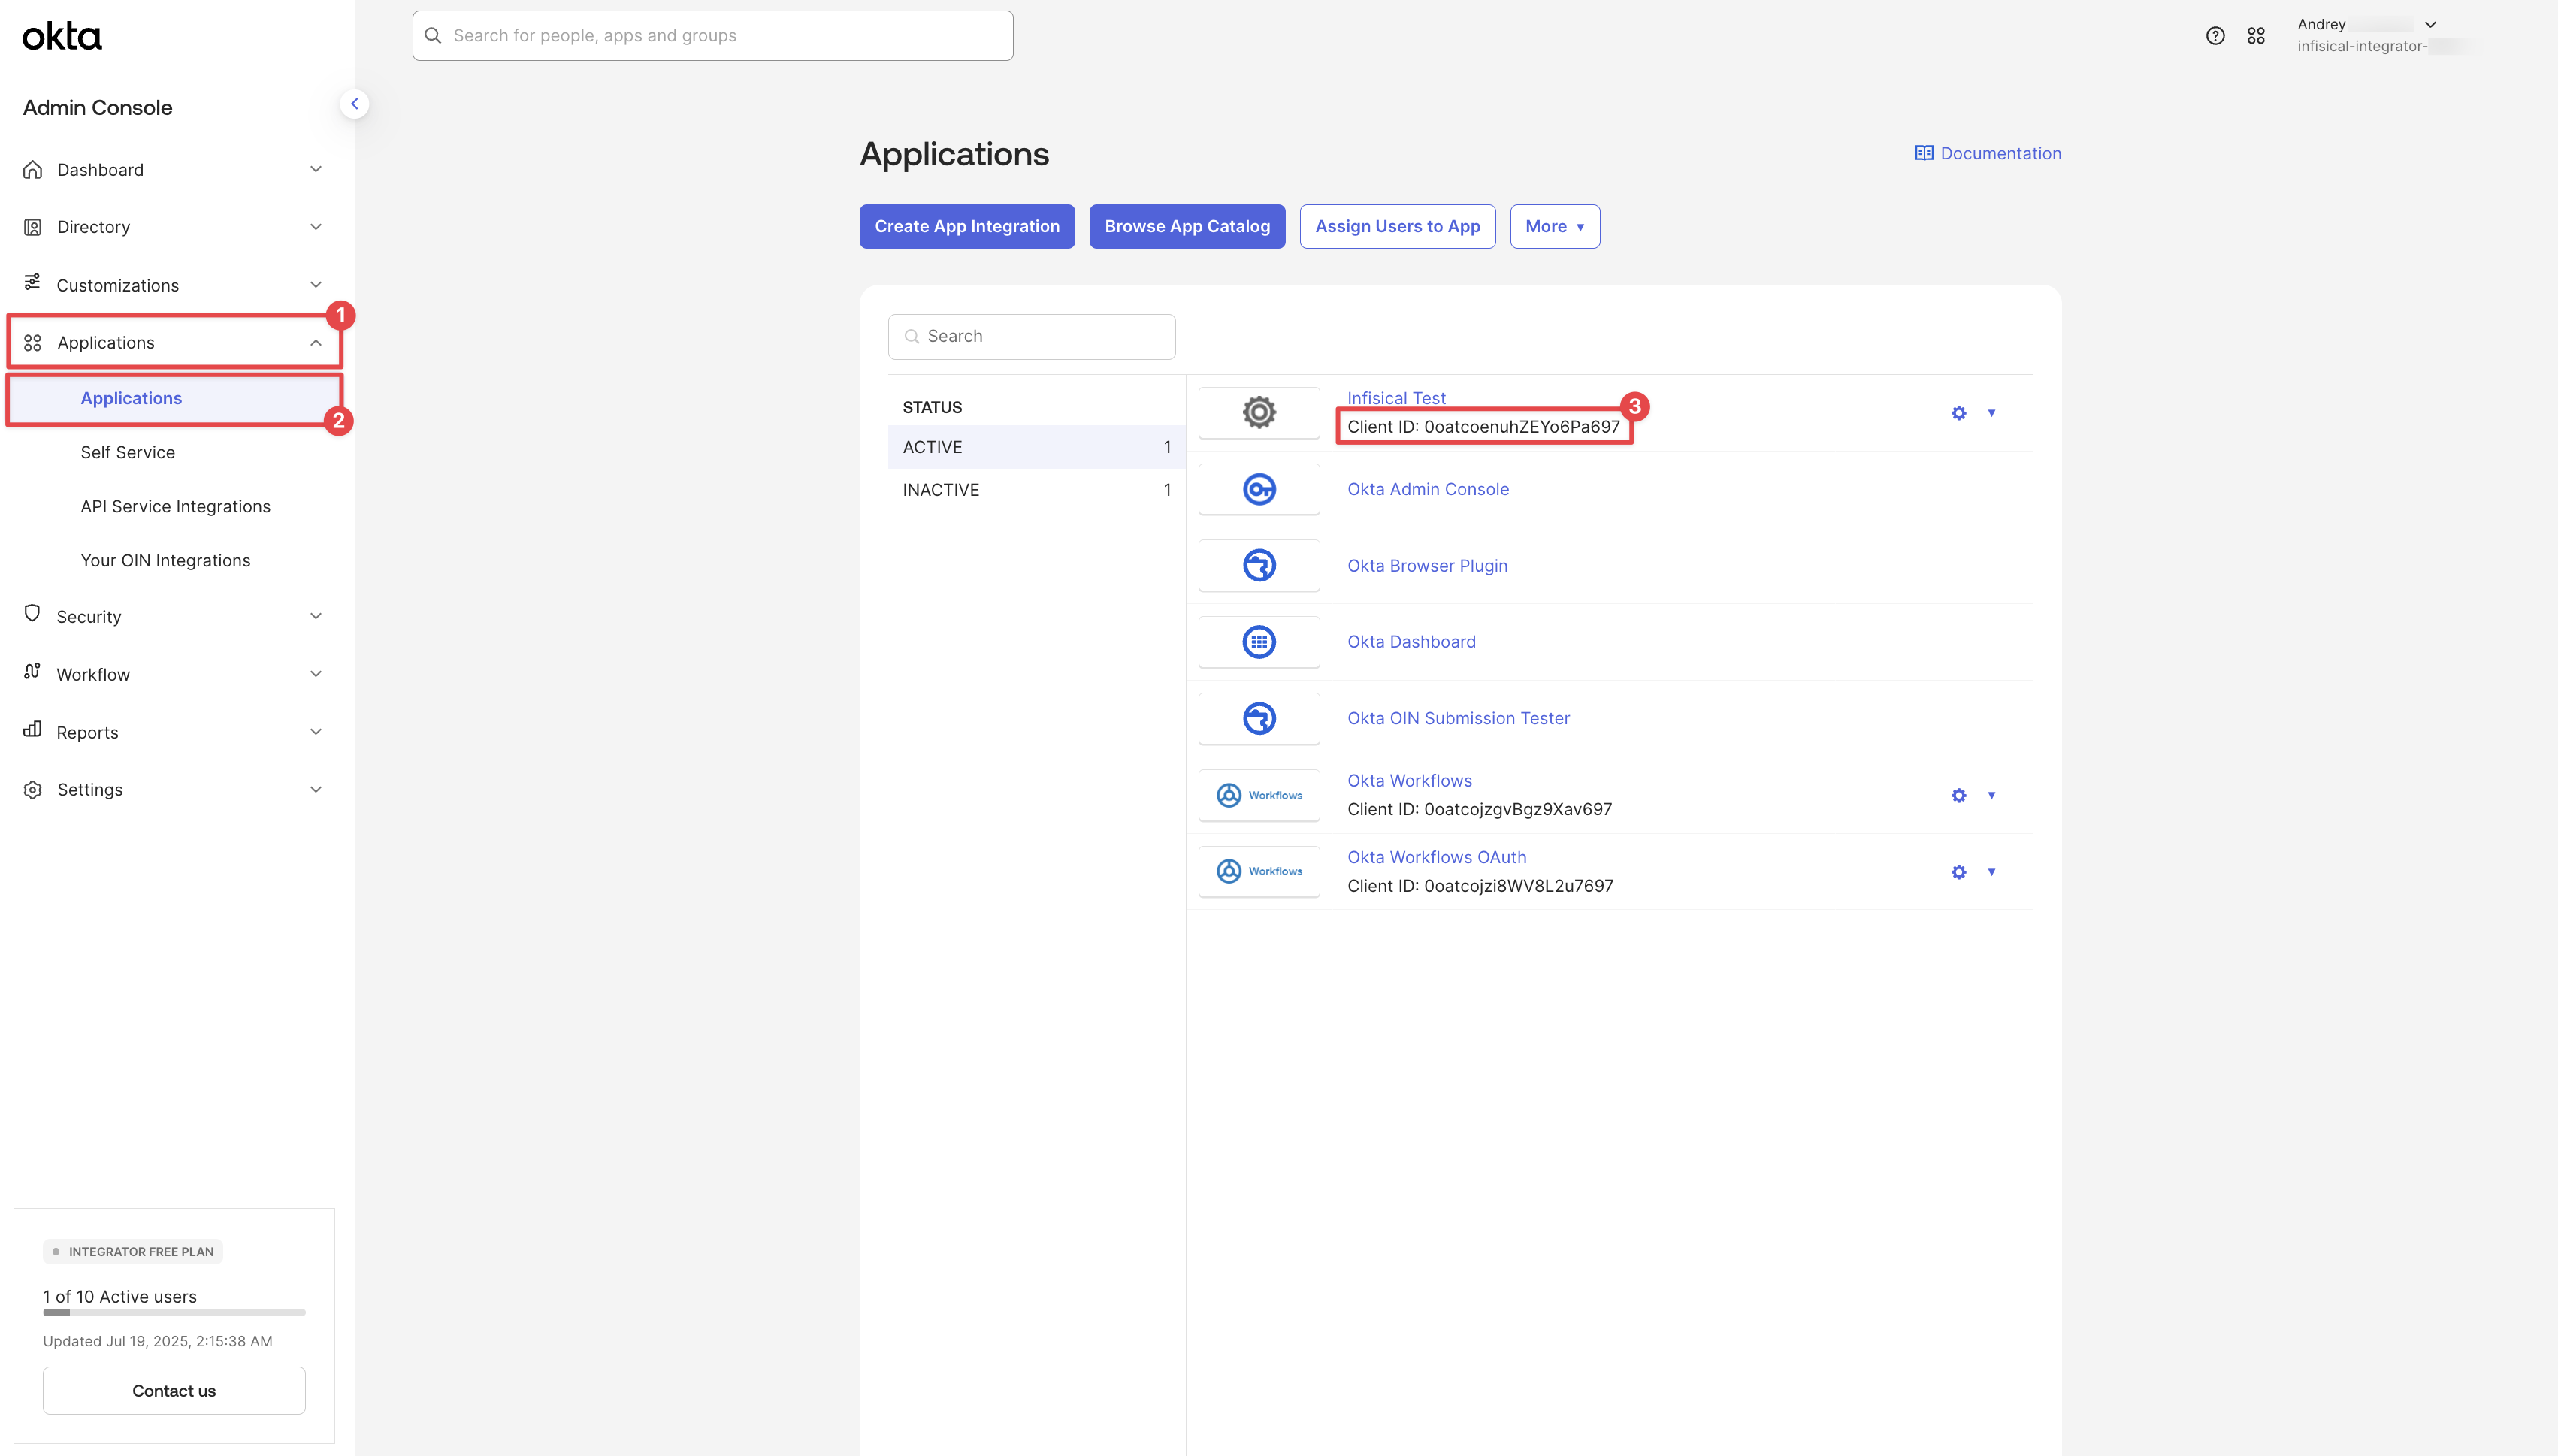 okta
Search for people, apps and groups
Andrey
infisical-integrator-
Admin Console
Dashboard
Directory
Customizations
1
Applications
Applications
2
Self Service
API Service Integrations
Your OIN Integrations
Security
Workflow
Reports
Settings
INTEGRATOR FREE PLAN
1 of 10 Active users
Updated Jul 19, 2025, 2:15:38 AM
Contact us
Applications
Documentation
Create App Integration
Browse App Catalog
Assign Users to App
More
Search
STATUS
ACTIVE 1
INACTIVE 1
Infisical Test
3
Client ID: 0oatcoenuhZEYo6Pa697
Okta Admin Console
Okta Browser Plugin
Okta Dashboard
Okta OIN Submission Tester
Workflows
Okta Workflows
Client ID: 0oatcojzgvBgz9Xav697
Workflows
Okta Workflows OAuth
Client ID: 0oatcojzi8WV8L2u7697